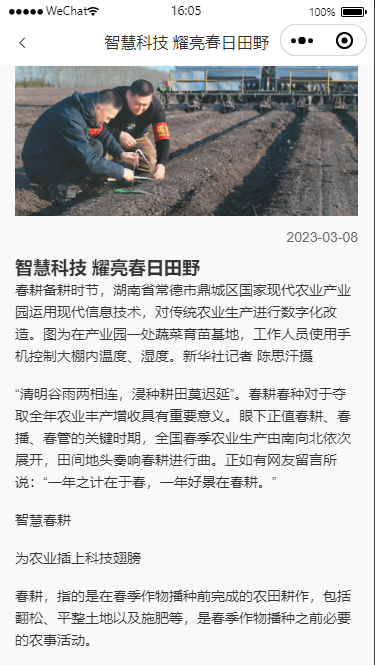 WeChat
16:05
100%
智慧科技 耀亮春日田野
2023-03-08
智慧科技 耀亮春日田野
春耕备耕时节，湖南省常德市鼎城区国家现代农业产业
园运用现代信息技术，对传统农业生产进行数字化改
造。图为在产业园一处蔬菜育苗基地，工作人员使用手
机控制大棚内温度、湿度。新华社记者 陈思汗摄
“清明谷雨两相连，浸种耕田莫迟延”。春耕春种对于夺
取全年农业丰产增收具有重要意义。眼下正值春耕、春
播、春管的关键时期，全国春季农业生产由南向北依次
展开，田间地头奏响春耕进行曲。正如有网友留言所
说：“一年之计在于春，一年好景在春耕。”
智慧春耕
为农业插上科技翅膀
春耕，指的是在春季作物播种前完成的农田耕作，包括
翻松、平整土地以及施肥等，是春季作物播种之前必要
的农事活动。